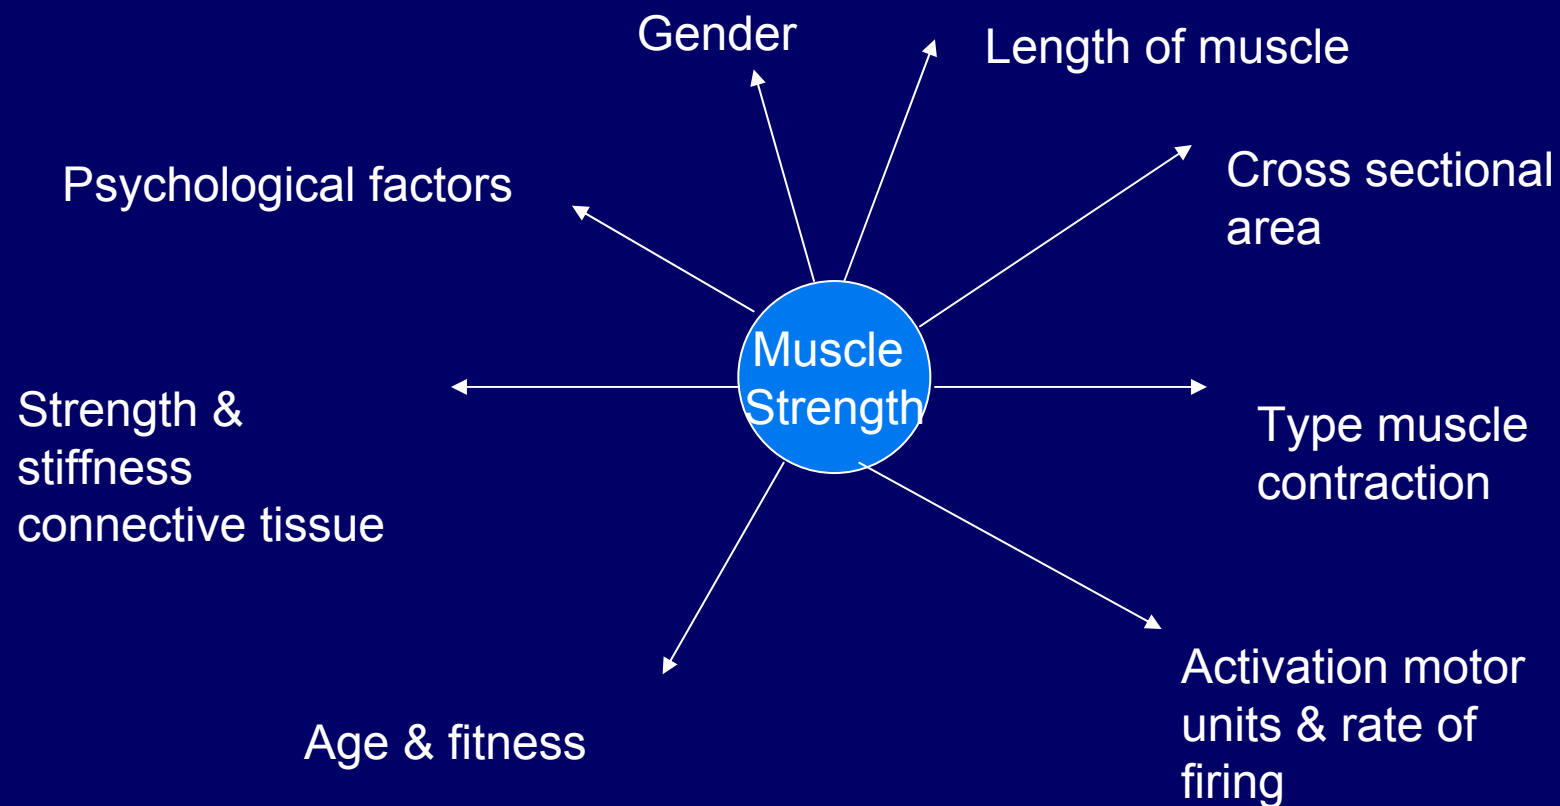 Gender
Length of muscle
Psychological factors
Cross sectional
area
Muscle
Strength
Strength &
stiffness
connective tissue
Type muscle
contraction
Age & fitness
Activation motor
units & rate of
firing